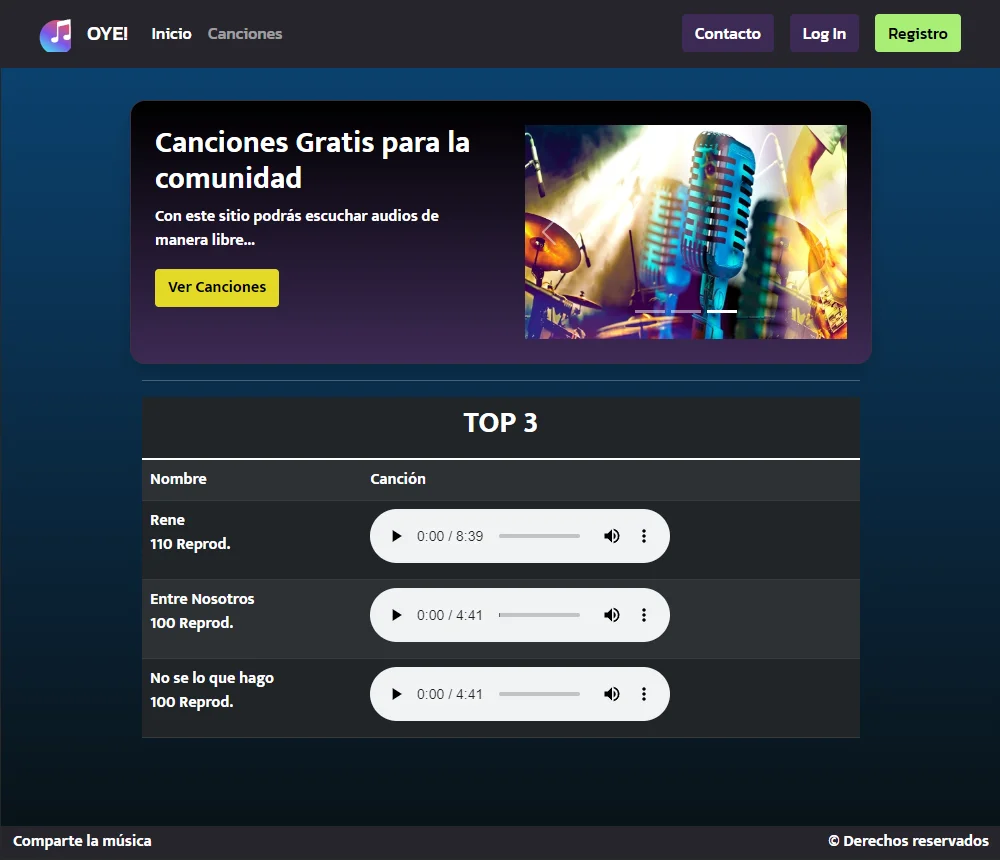 OYE! Inicio Canciones Contacto Log In Registro
Canciones Gratis para la
comunidad
Con este sitio podrás escuchar audios de
manera libre...
Ver Canciones
TOP 3
Nombre Canción
Rene
110 Reprod.
0:00 / 8:39
Entre Nosotros
100 Reprod.
0:00 / 4:41
No se lo que hago
100 Reprod.
0:00 / 4:41
Comparte la música © Derechos reservados